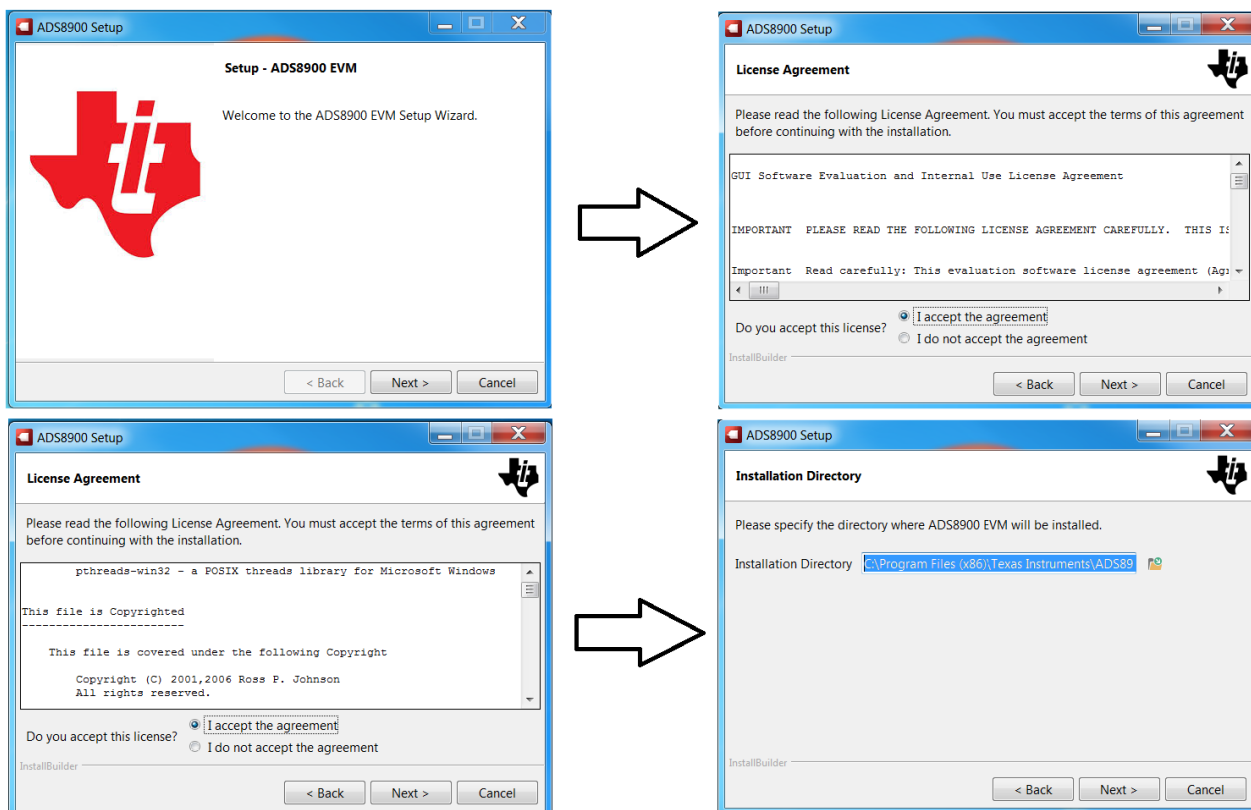 ADS8900 Setup
Setup - ADS8900 EVM
Welcome to the ADS8900 EVM Setup Wizard.
< Back
Next >
Cancel
ADS8900 Setup
License Agreement
Please read the following License Agreement. You must accept the terms of this agreement
before continuing with the installation.
GUI Software Evaluation and Internal Use License Agreement
IMPORTANT PLEASE READ THE FOLLOWING LICENSE AGREEMENT CAREFULLY. THIS IS
Important Read carefully: This evaluation software license agreement (Agr
Do you accept this license?
I accept the agreement
I do not accept the agreement
InstallBuilder
< Back
Next >
Cancel
ADS8900 Setup
License Agreement
Please read the following License Agreement. You must accept the terms of this agreement
before continuing with the installation.
pthreads-win32 - a POSIX threads library for Microsoft Windows
This file is Copyrighted
------------------------
This file is covered under the following Copyright
Copyright (C) 2001,2006 Ross P. Johnson
All rights reserved.
Do you accept this license?
I accept the agreement
I do not accept the agreement
InstallBuilder
< Back
Next >
Cancel
ADS8900 Setup
Installation Directory
Please specify the directory where ADS8900 EVM will be installed.
Installation Directory C:\Program Files (x86)\Texas Instruments\ADS89
InstallBuilder
< Back
Next >
Cancel